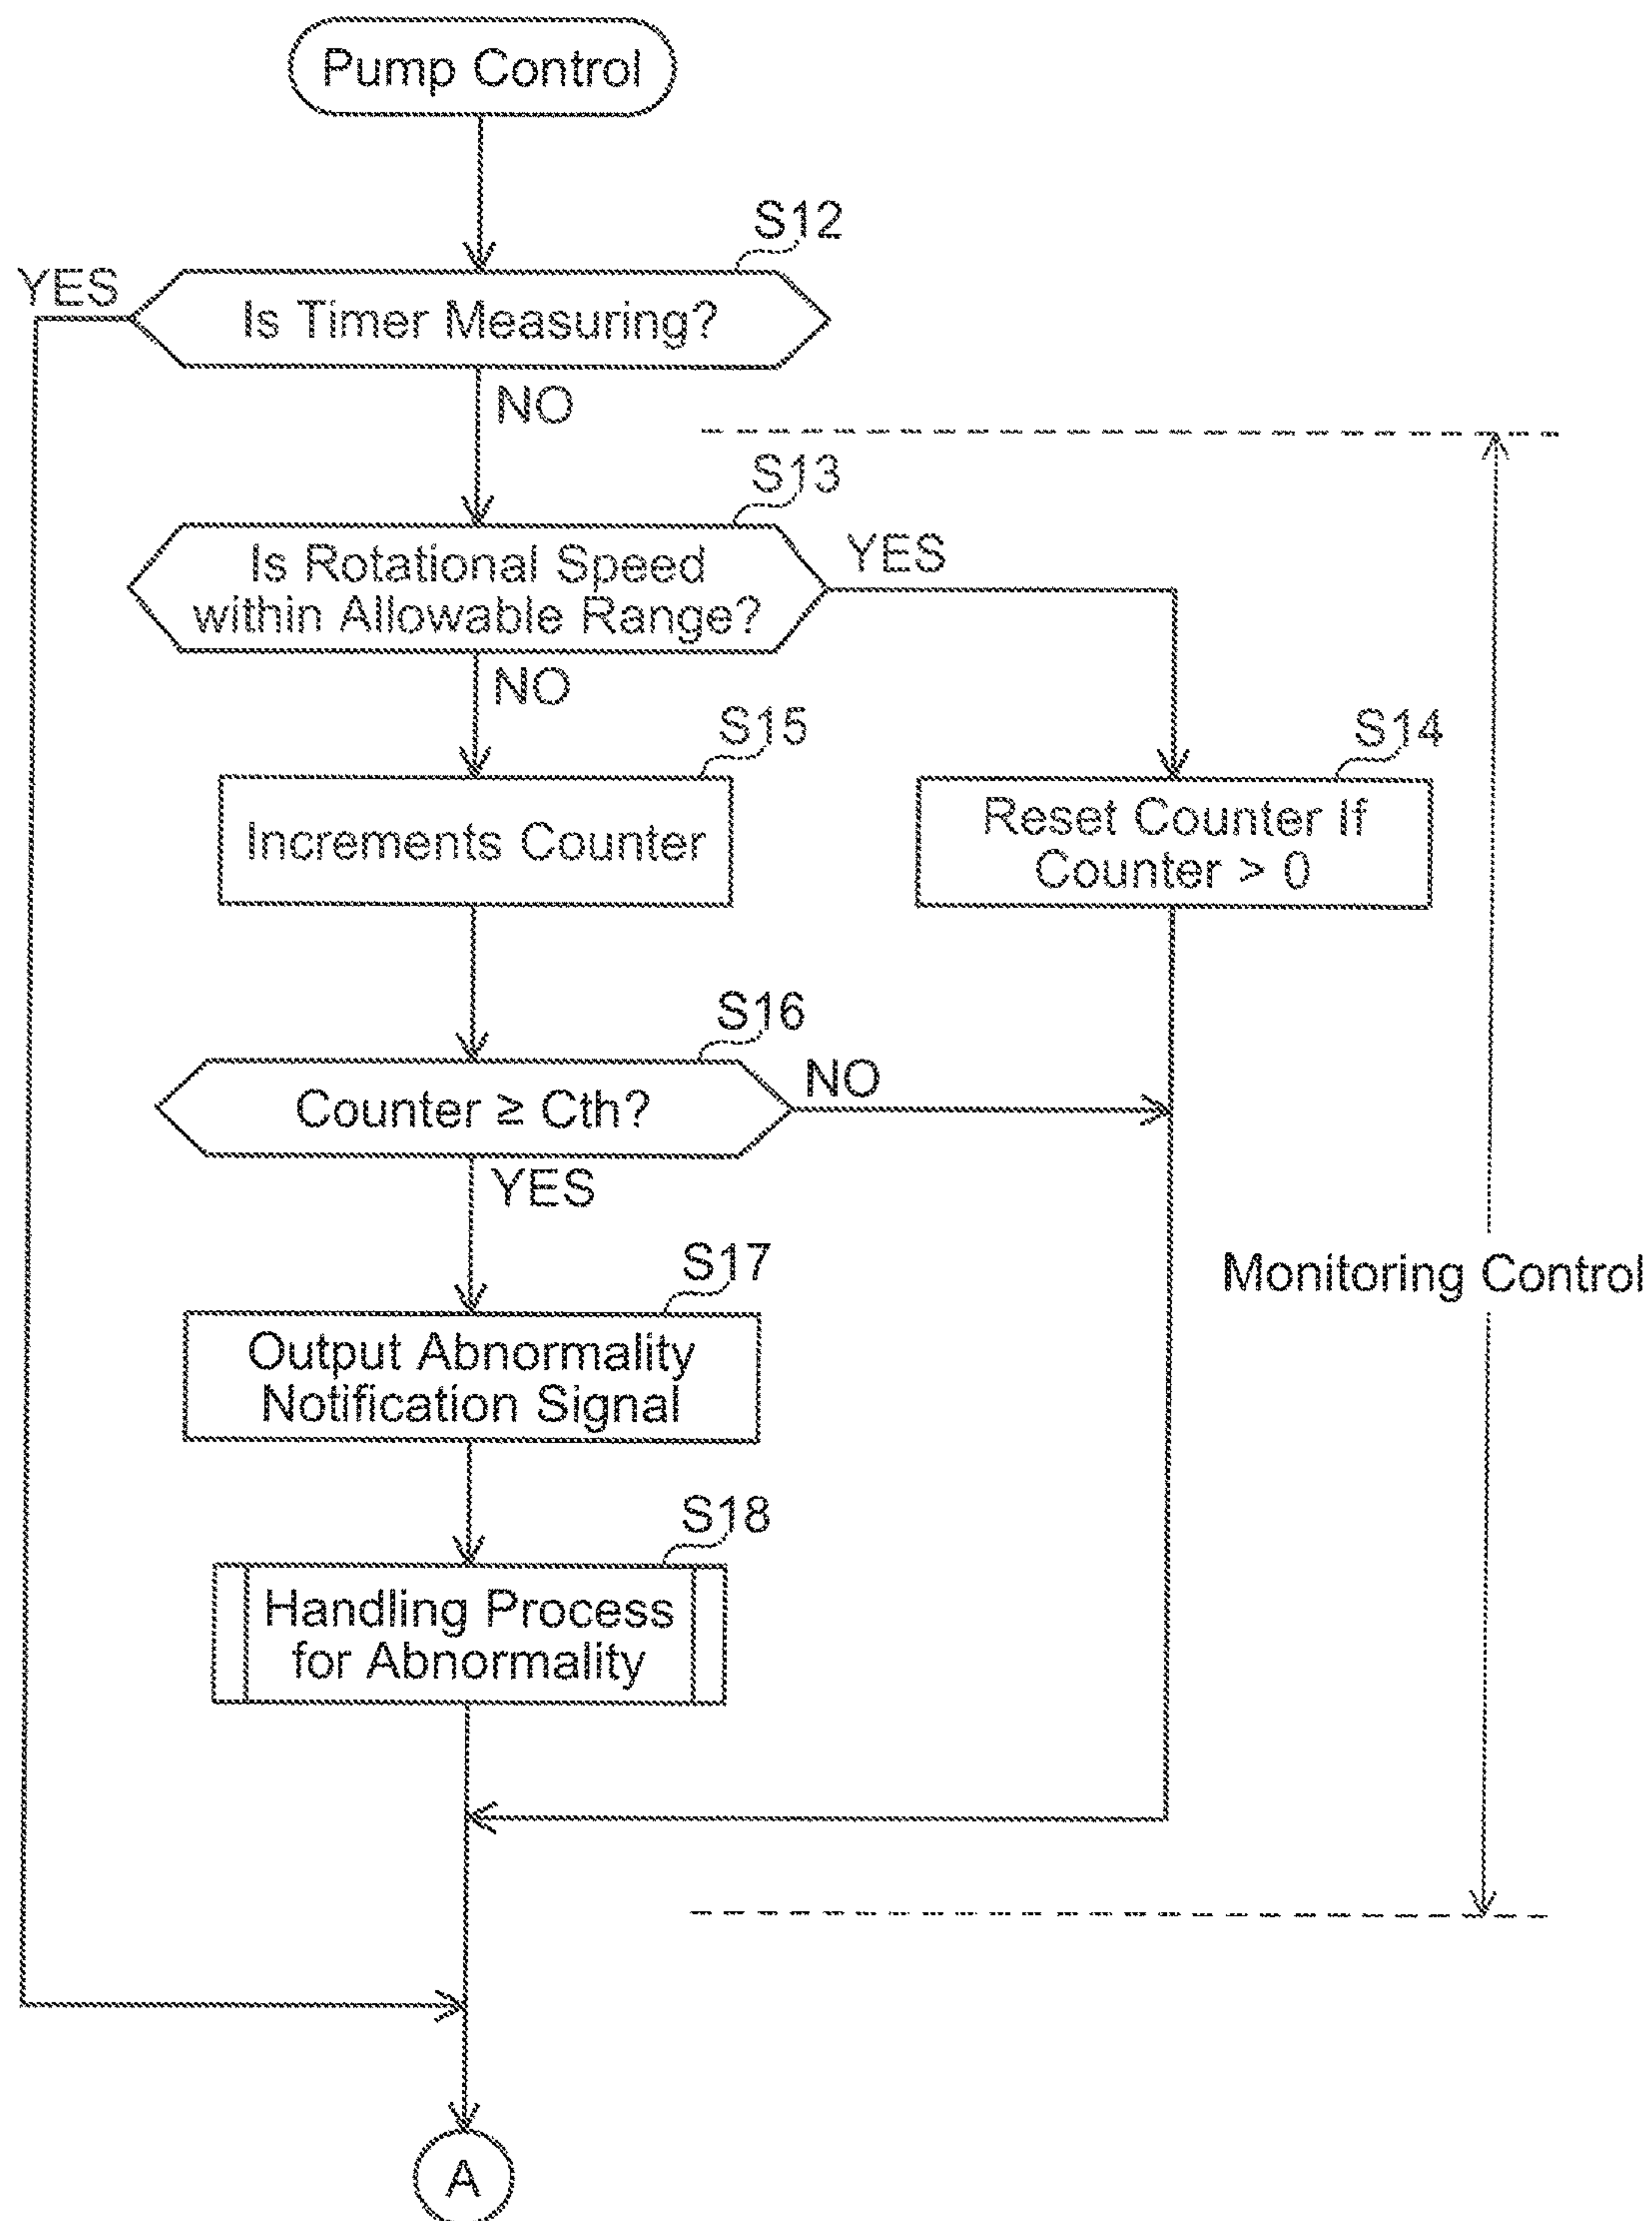 Pump Control
S12
YES
Is Timer Measuring?
NO
S13
YES
Is Rotational Speed
within Allowable Range?
NO
S15
S14
Increments Counter
Reset Counter If
Counter > 0
S16
NO
Counter ≥ Cth?
YES
S17
Monitoring Control
Output Abnormality
Notification Signal
S18
Handling Process
for Abnormality
A